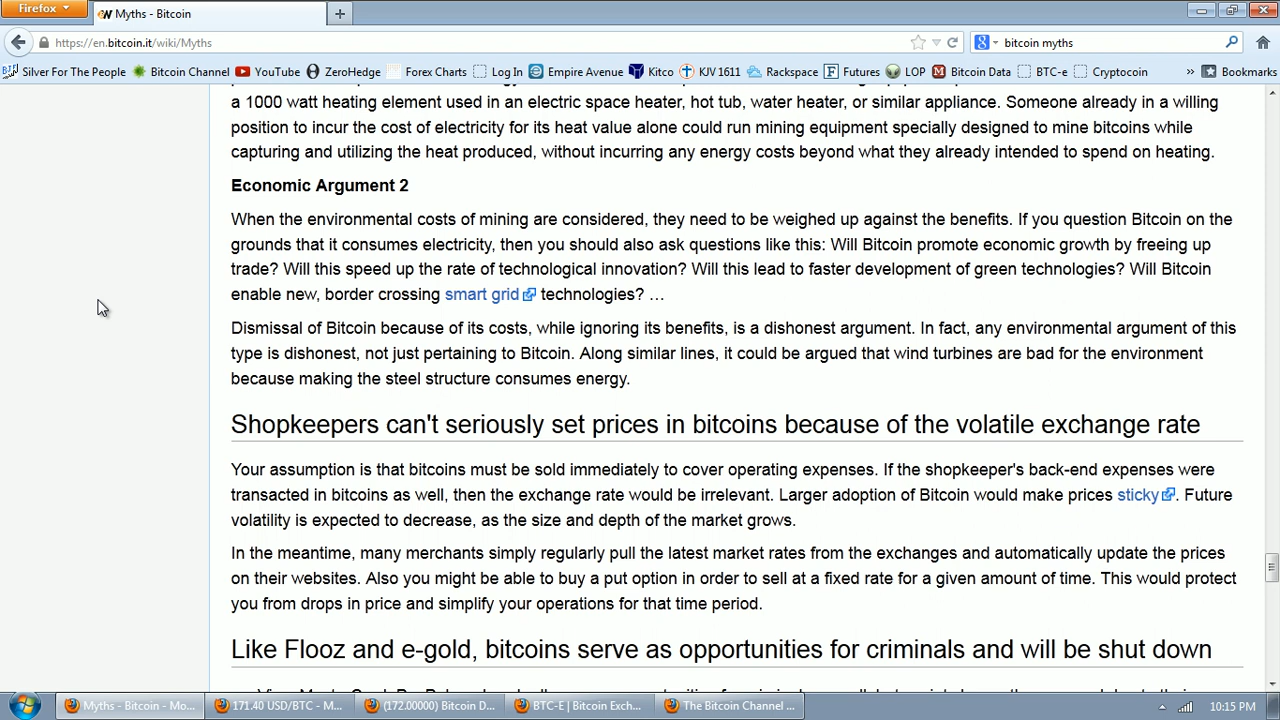 Firefox
Myths - Bitcoin
https://en.bitcoin.it/wiki/Myths
bitcoin myths
Silver For The People Bitcoin Channel YouTube ZeroHedge Forex Charts Log In Empire Avenue Kitco KJV 1611 Rackspace Futures LOP Bitcoin Data BTC-e Cryptocoin » Bookmarks
a 1000 watt heating element used in an electric space heater, hot tub, water heater, or similar appliance. Someone already in a willing
position to incur the cost of electricity for its heat value alone could run mining equipment specially designed to mine bitcoins while
capturing and utilizing the heat produced, without incurring any energy costs beyond what they already intended to spend on heating.
Economic Argument 2
When the environmental costs of mining are considered, they need to be weighed up against the benefits. If you question Bitcoin on the
grounds that it consumes electricity, then you should also ask questions like this: Will Bitcoin promote economic growth by freeing up
trade? Will this speed up the rate of technological innovation? Will this lead to faster development of green technologies? Will Bitcoin
enable new, border crossing smart grid technologies? …
Dismissal of Bitcoin because of its costs, while ignoring its benefits, is a dishonest argument. In fact, any environmental argument of this
type is dishonest, not just pertaining to Bitcoin. Along similar lines, it could be argued that wind turbines are bad for the environment
because making the steel structure consumes energy.
Shopkeepers can't seriously set prices in bitcoins because of the volatile exchange rate
Your assumption is that bitcoins must be sold immediately to cover operating expenses. If the shopkeeper's back-end expenses were
transacted in bitcoins as well, then the exchange rate would be irrelevant. Larger adoption of Bitcoin would make prices sticky. Future
volatility is expected to decrease, as the size and depth of the market grows.
In the meantime, many merchants simply regularly pull the latest market rates from the exchanges and automatically update the prices
on their websites. Also you might be able to buy a put option in order to sell at a fixed rate for a given amount of time. This would protect
you from drops in price and simplify your operations for that time period.
Like Flooz and e-gold, bitcoins serve as opportunities for criminals and will be shut down
Myths - Bitcoin - Mo... 171.40 USD/BTC - M... (172.00000) Bitcoin D... BTC-E | Bitcoin Exch... The Bitcoin Channel ... 10:15 PM